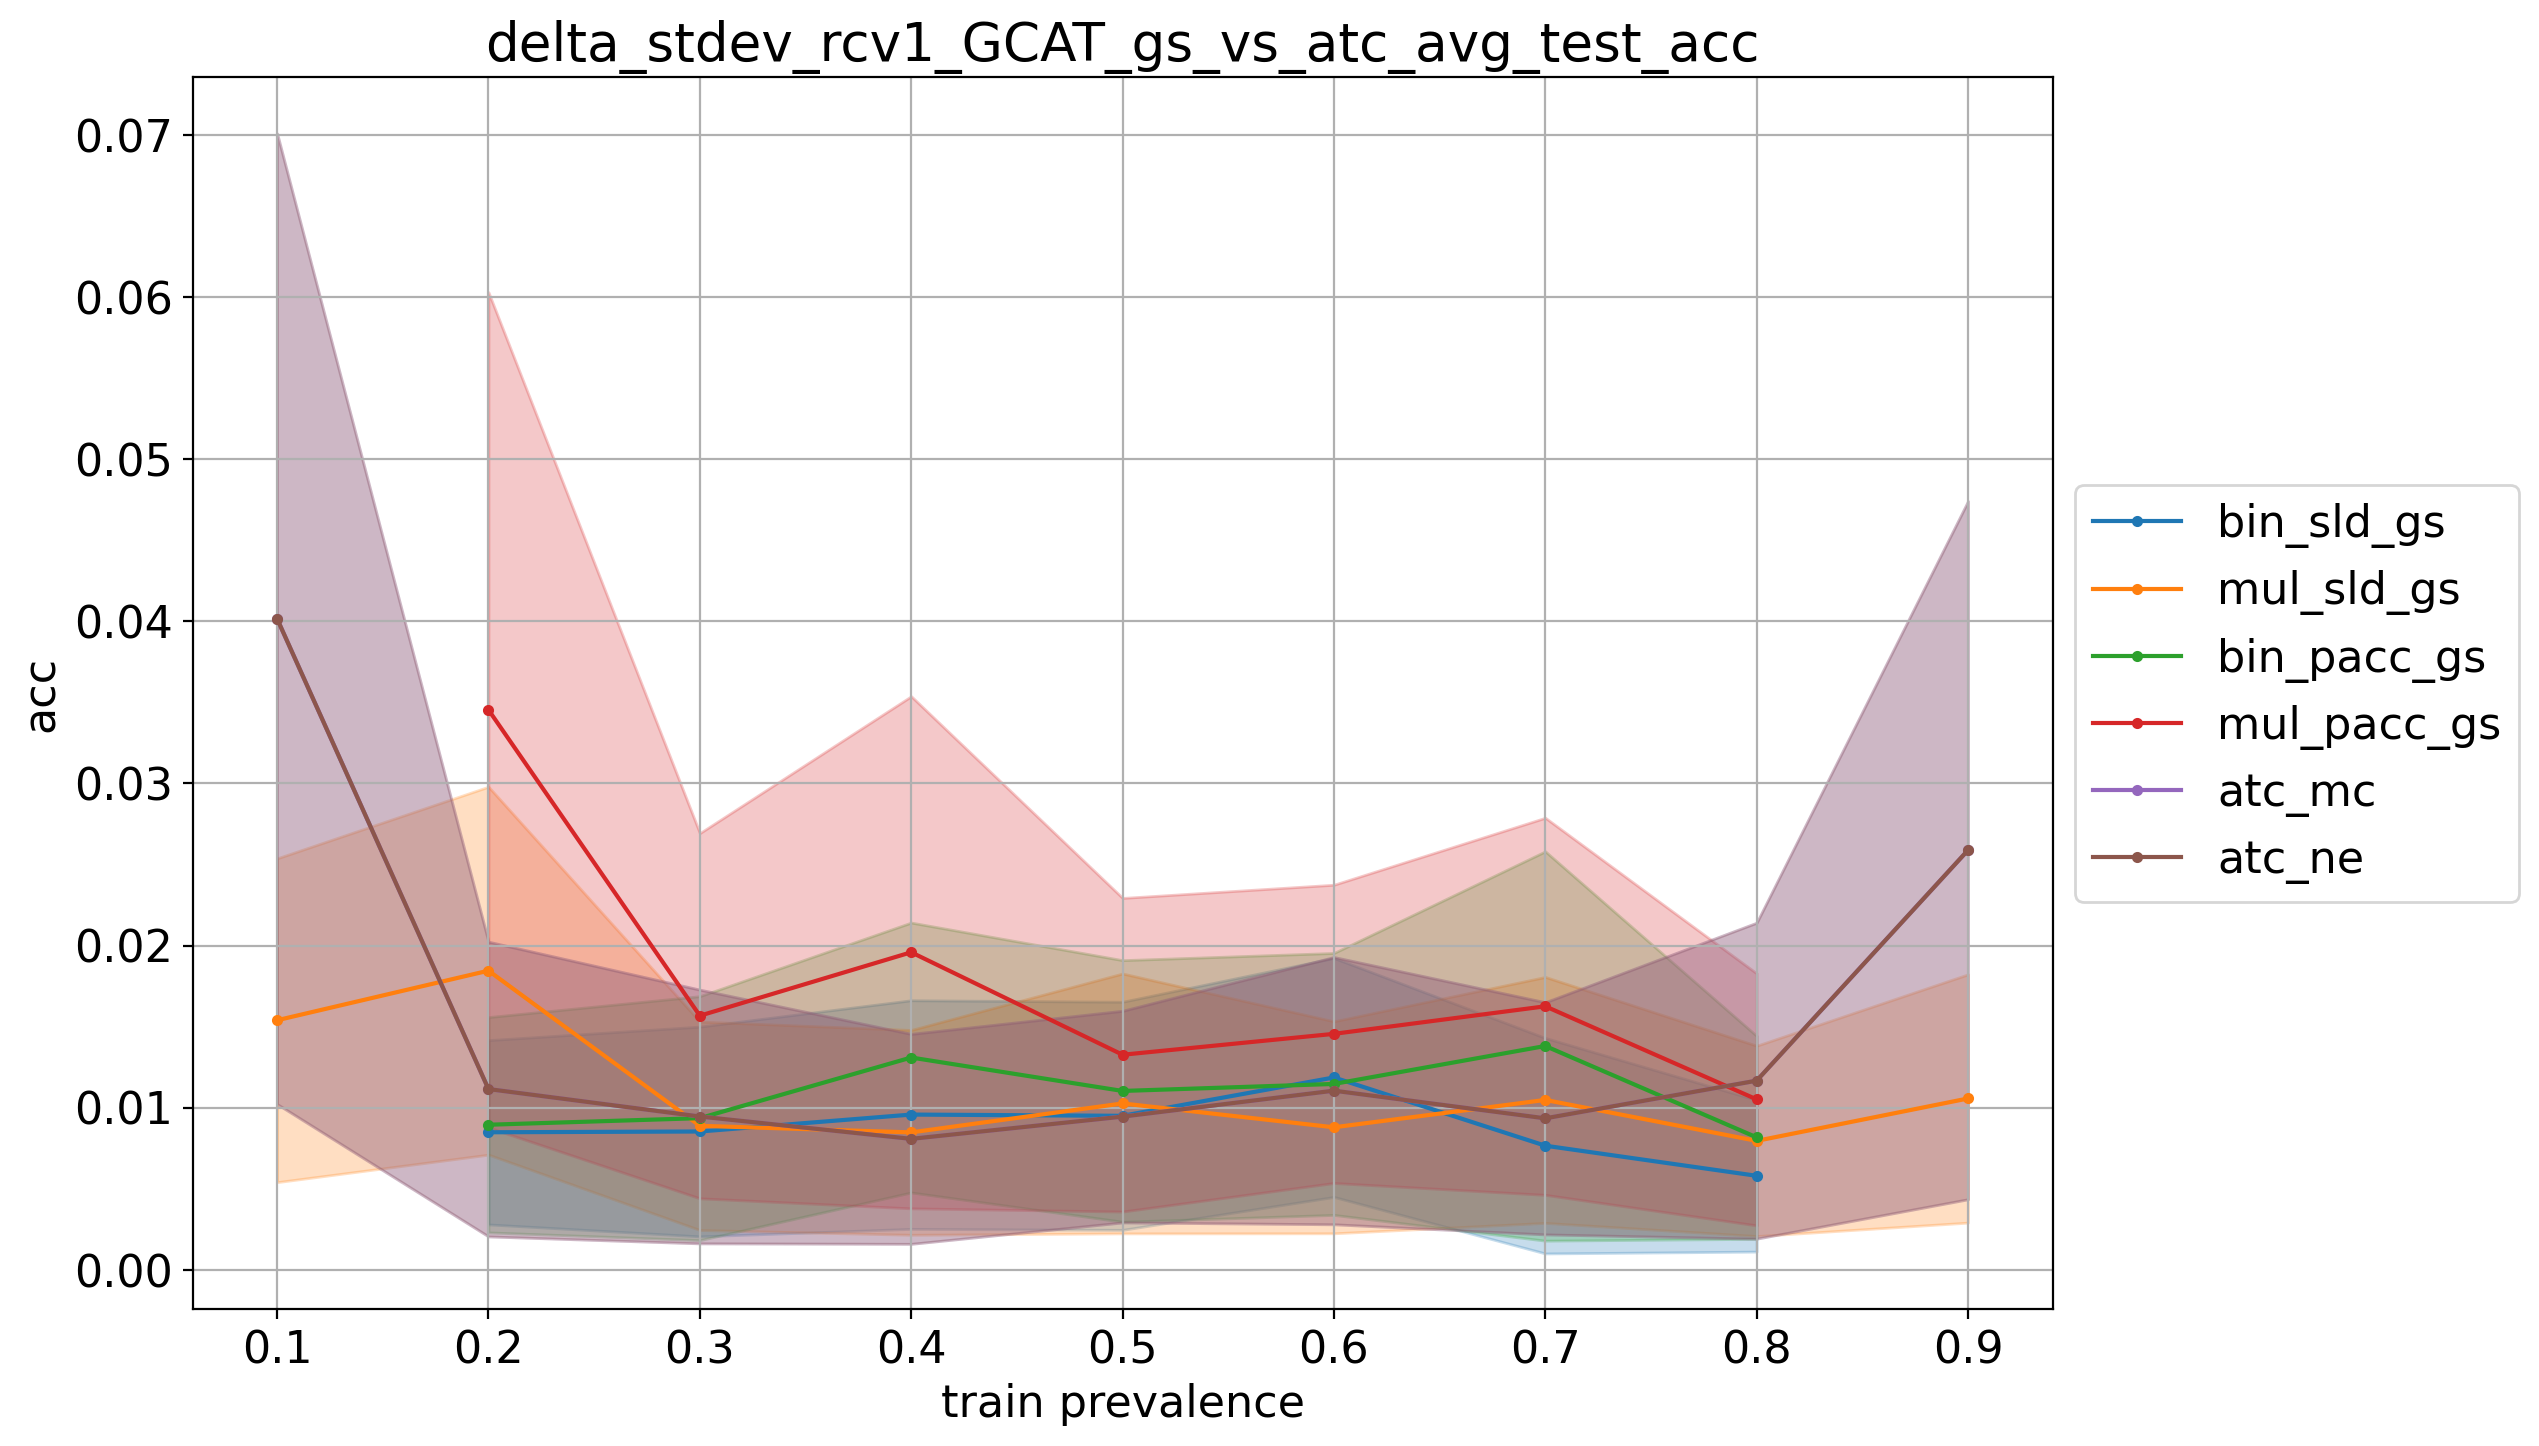 delta_stdev_rcv1_GCAT_gs_vs_atc_avg_test_acc
0.07
0.06
0.05
0.04
0.03
0.02
0.01
0.00
acc
0.1 0.2 0.3 0.4 0.5 0.6 0.7 0.8 0.9
train prevalence
bin_sld_gs
mul_sld_gs
bin_pacc_gs
mul_pacc_gs
atc_mc
atc_ne